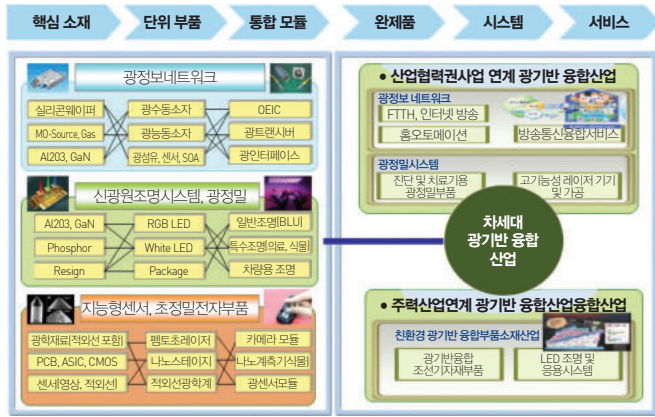 핵심 소재
단위 부품
통합 모듈
완제품
시스템
서비스
광정보네트워크
실리콘웨이퍼
광수동소자
OEIC
MO-Source, Gas
광능동소자
광트랜시버
Al203, GaN
광섬유, 센서, SOA
광인터페이스
신광원조명시스템, 광정밀
Al203, GaN
RGB LED
일반조명(BLU)
Phosphor
White LED
특수조명(의료, 식물)
Resign
Package
차량용 조명
지능형센서, 초정밀전자부품
광학재료(적외선 포함)
펨토초레이저
카메라 모듈
PCB, ASIC, CMOS
나노스테이지
나노계측기식물)
센서(영상, 적외선)
적외선광학계
광센서모듈
• 산업협력권사업 연계 광기반 융합산업
광정보 네트워크
FTTH, 인터넷 방송
홈오토메이션
방송통신융합서비스
광정밀시스템
진단 및 치료기용
광정밀부품
고기능성 레이저 기기
및 가공
차세대
광기반 융합
산업
• 주력산업연계 광기반 융합산업융합산업
친환경 광기반 융합부품소재산업
광기반융합
조선기자재부품
LED 조명 및
응용시스템